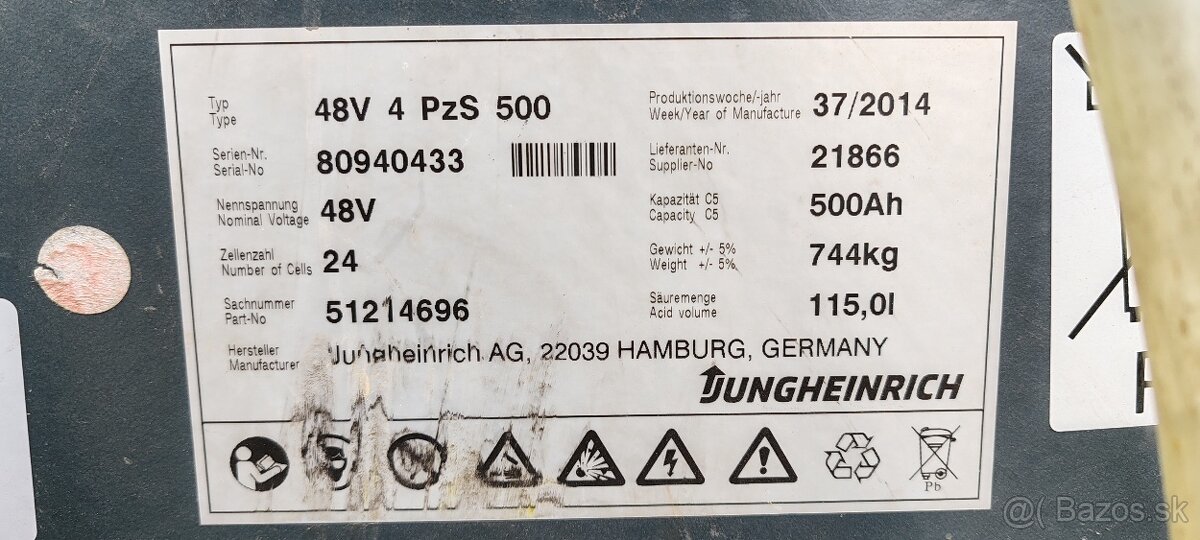 Typ
Type
48V 4 PzS 500
Produktionswoche/-jahr
Week/Year of Manufacture
37/2014
Serien-Nr.
Serial-No
80940433
Lieferanten-Nr.
Supplier-No
21866
Nennspannung
Nominal Voltage
48V
Kapazität C5
Capacity C5
500Ah
Zellenzahl
Number of Cells
24
Gewicht +/- 5%
Weight +/- 5%
744kg
Sachnummer
Part-No
51214696
Säuremenge
Acid volume
115,0l
Hersteller
Manufacturer
Jungheinrich AG, 22039 HAMBURG, GERMANY
JUNGHEINRICH
Pb
@( Bazos.sk